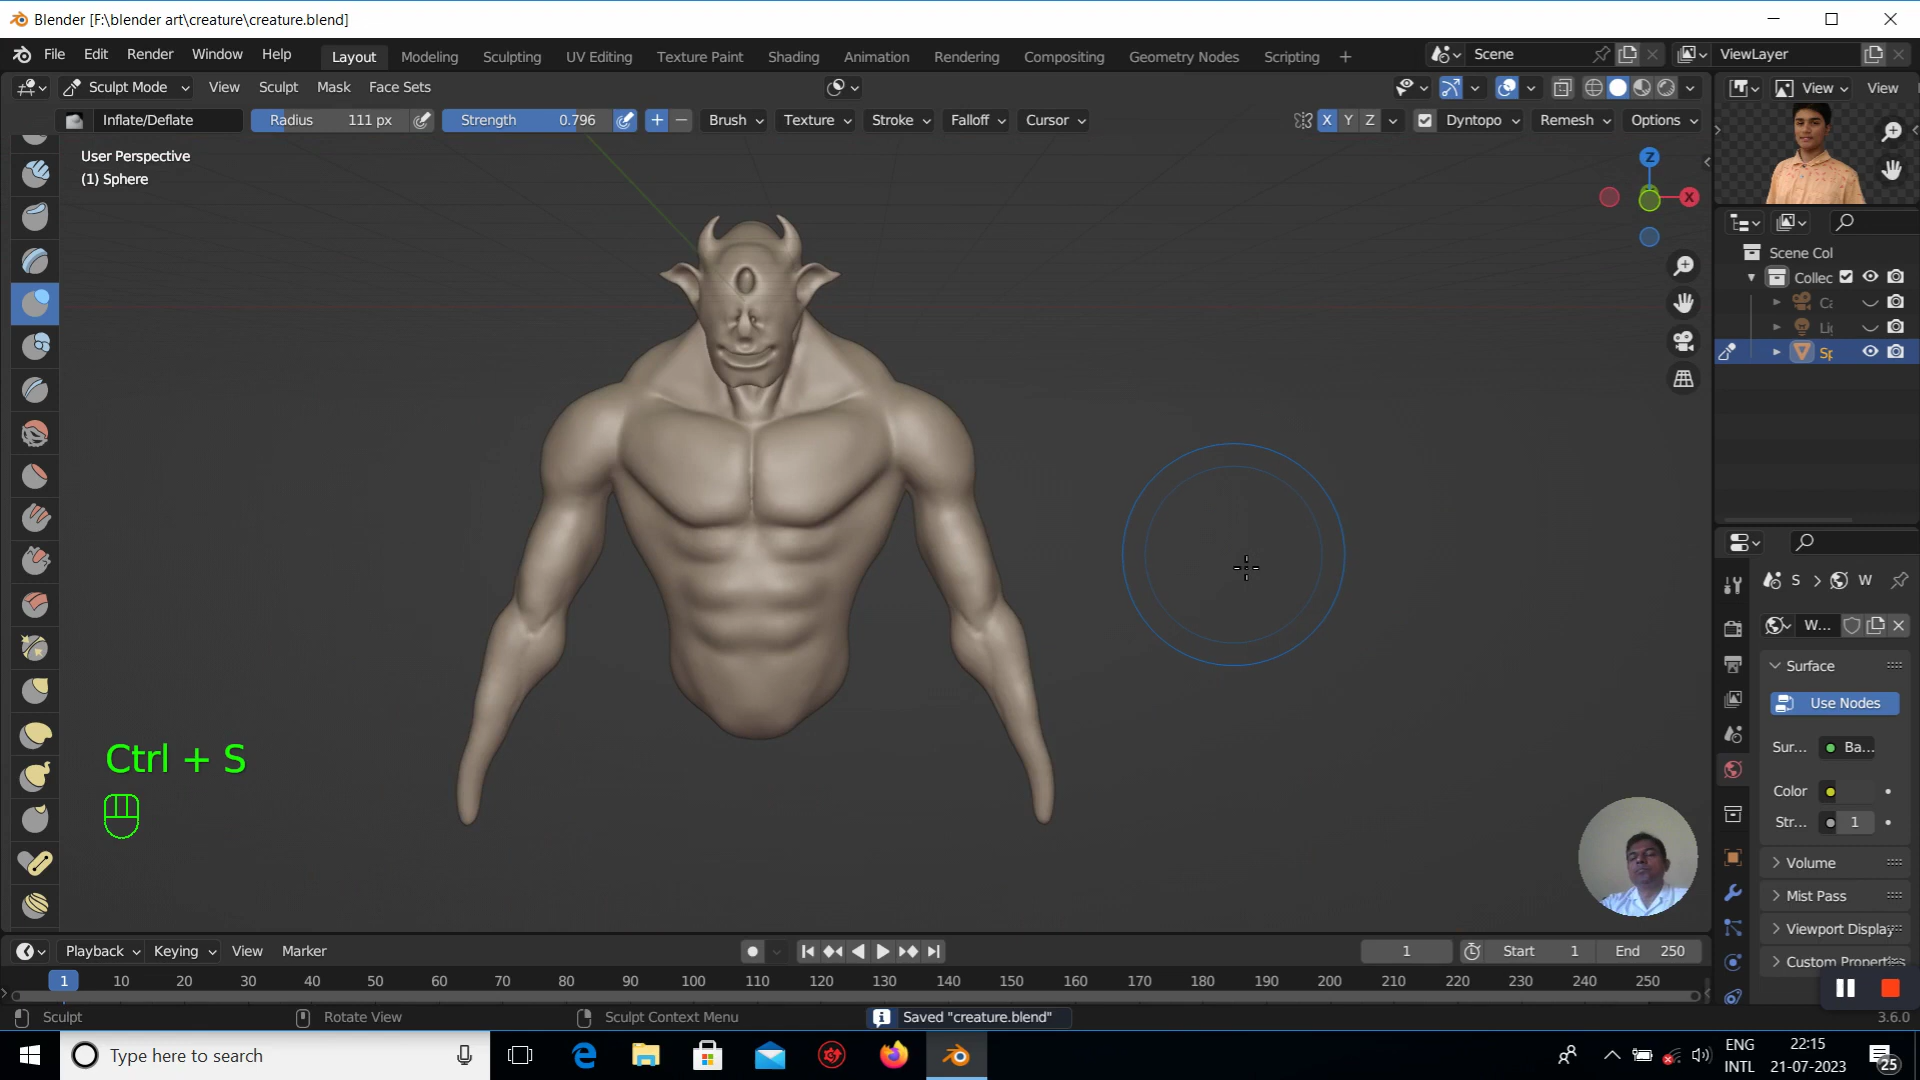 Blender [F:\blender art\creature\creature.blend]
File Edit Render Window Help Layout Modeling Sculpting UV Editing Texture Paint Shading Animation Rendering Compositing Geometry Nodes Scripting + Scene ViewLayer
Sculpt Mode View Sculpt Mask Face Sets View View
Inflate/Deflate Radius 111 px Strength 0.796 Brush Texture Stroke Falloff Cursor X Y Z Dyntopo Remesh Options
User Perspective
(1) Sphere
Z
X
Scene Col
Collec
Ca
Li
Sp
S > W
W...
Surface
Use Nodes
Sur... Ba...
Color
Str... 1
Volume
Mist Pass
Viewport Display
Custom Properties
Ctrl + S
Playback Keying View Marker 1 Start 1 End 250
1 10 20 30 40 50 60 70 80 90 100 110 120 130 140 150 160 170 180 190 200 210 220 230 240 250
Sculpt Rotate View Sculpt Context Menu Saved "creature.blend" 3.6.0
Type here to search ENG 22:15
INTL 21-07-2023 25